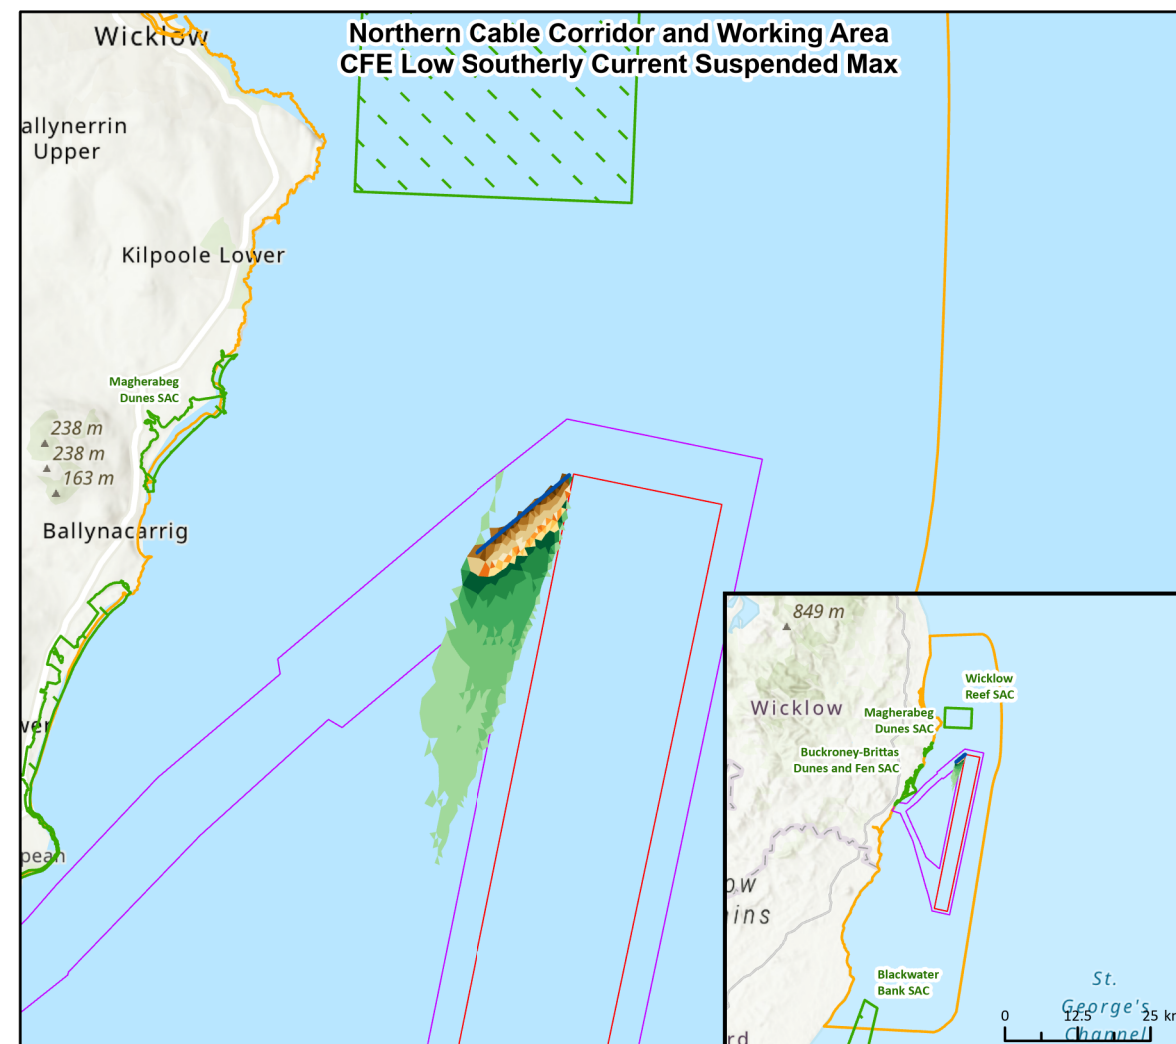 Northern Cable Corridor and Working Area
CFE Low Southerly Current Suspended Max
Wicklow
allynerrin
Upper
Kilpoole Lower
Magherabeg
Dunes SAC
238 m
238 m
163 m
Ballynacarrig
wer
pean
849 m
Wicklow
Reef SAC
Wicklow
Magherabeg
Dunes SAC
Buckroney-Brittas
Dunes and Fen SAC
ow
ins
Blackwater
Bank SAC
St.
George's
Channel
0 12.5 25 km
rd